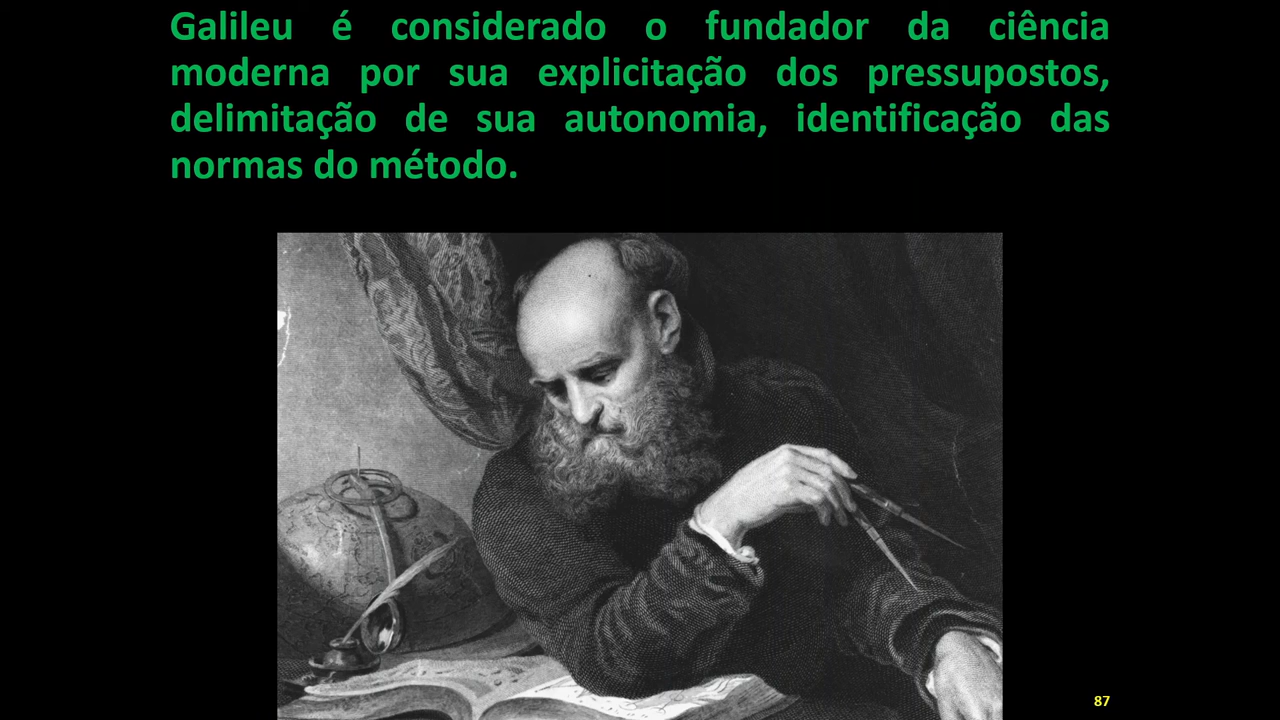 Galileu é considerado o fundador da ciência
moderna por sua explicitação dos pressupostos,
delimitação de sua autonomia, identificação das
normas do método.
87